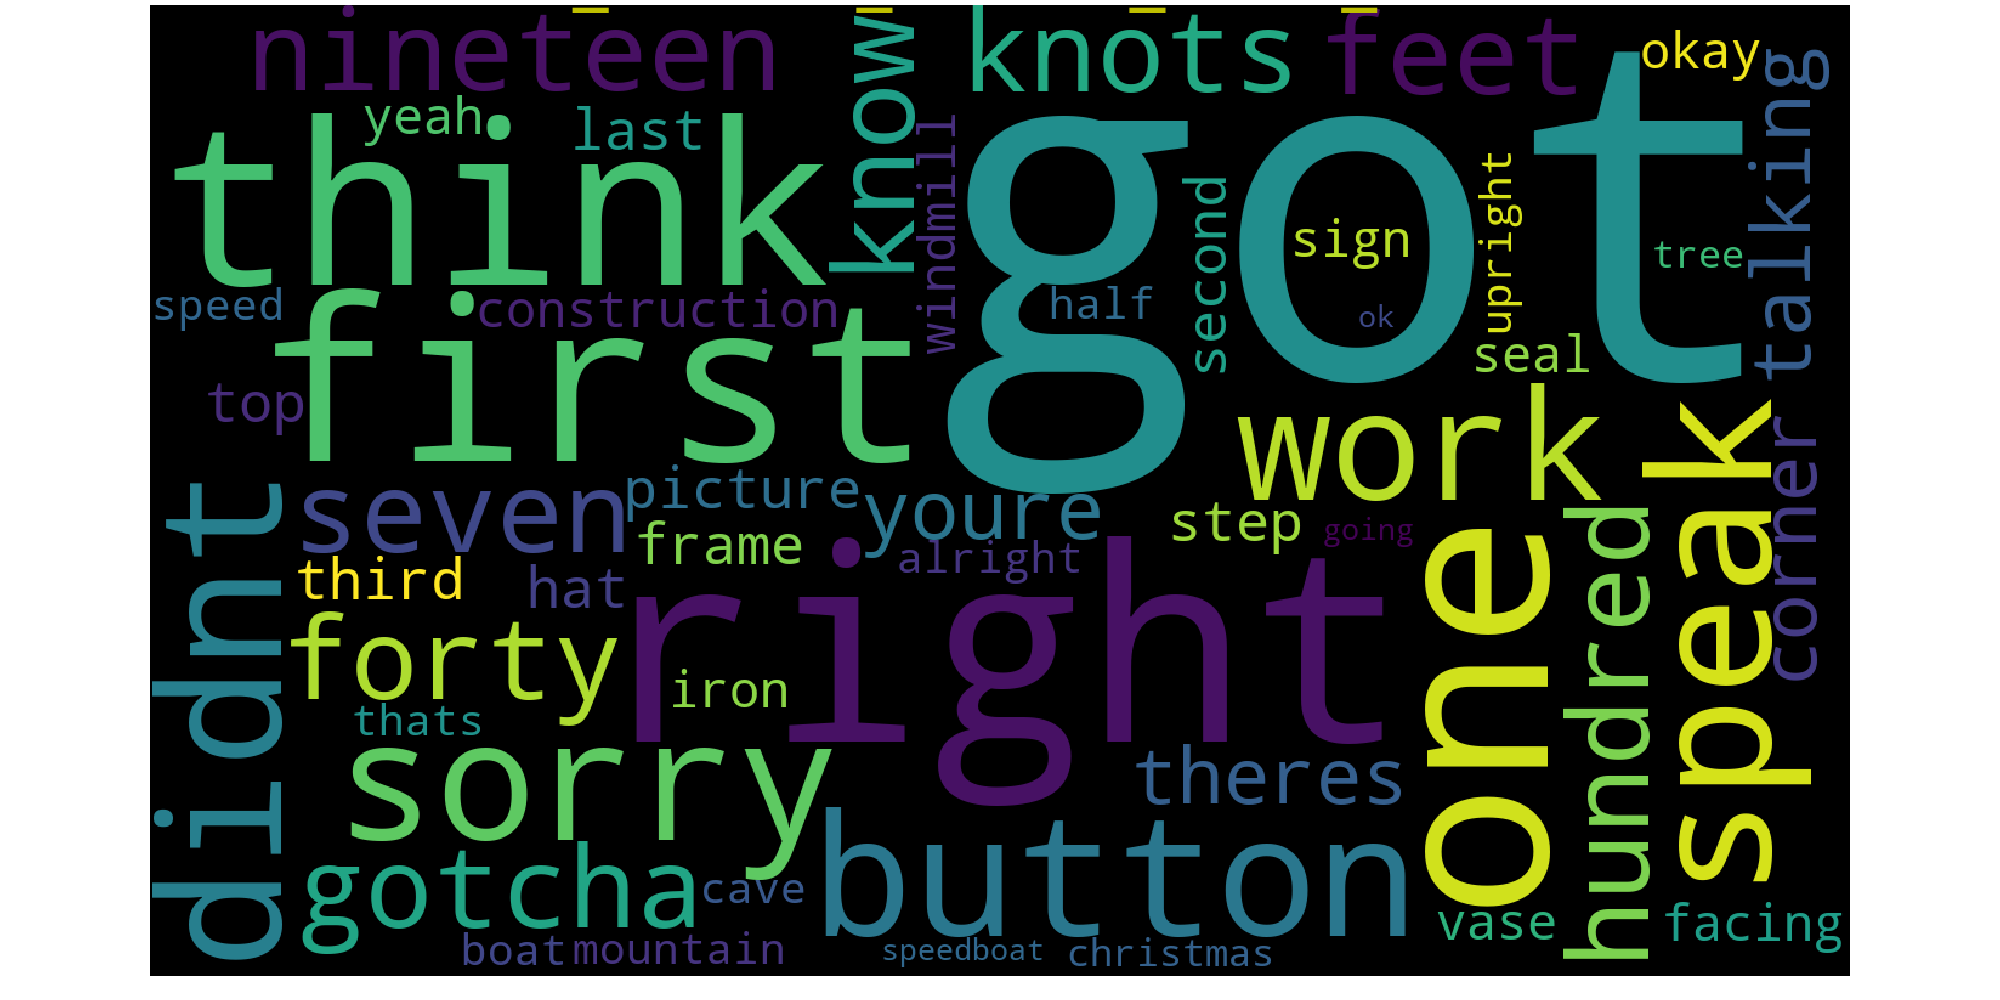 nineteen
know
knots
feet
okay
yeah
last
think
windmill
got
second
sign
upright
tree
talking
speed
construction
half
ok
first
seal
top
work
speak
corner
didnt
seven
picture
youre
step
going
frame
alright
one
hundred
third
hat
right
forty
iron
thats
sorry
theres
button
gotcha
cave
vase
facing
boat
mountain
speedboat
christmas